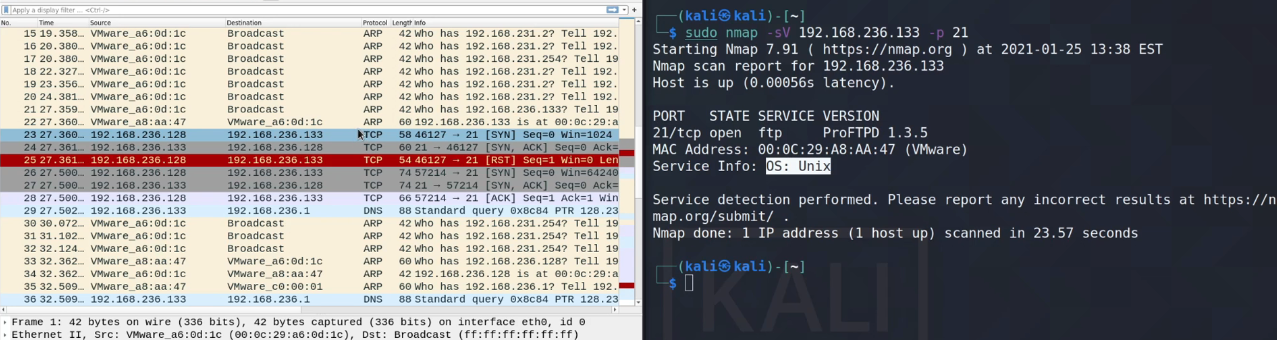 Apply a display filter ... <Ctrl-/>
No. Time Source Destination Protocol Length Info
15 19.358… VMware_a6:0d:1c Broadcast ARP 42 Who has 192.168.231.2? Tell 192.
16 20.380… VMware_a6:0d:1c Broadcast ARP 42 Who has 192.168.231.2? Tell 192.
17 20.380… VMware_a6:0d:1c Broadcast ARP 42 Who has 192.168.231.254? Tell 19
18 22.327… VMware_a6:0d:1c Broadcast ARP 42 Who has 192.168.231.2? Tell 192.
19 23.356… VMware_a6:0d:1c Broadcast ARP 42 Who has 192.168.231.2? Tell 192.
20 24.381… VMware_a6:0d:1c Broadcast ARP 42 Who has 192.168.231.2? Tell 192.
21 27.359… VMware_a6:0d:1c Broadcast ARP 42 Who has 192.168.236.133? Tell 19
22 27.360… VMware_a8:aa:47 VMware_a6:0d:1c ARP 60 192.168.236.133 is at 00:0c:29:a
23 27.360… 192.168.236.128 192.168.236.133 TCP 58 46127 → 21 [SYN] Seq=0 Win=1024
24 27.361… 192.168.236.133 192.168.236.128 TCP 60 21 → 46127 [SYN, ACK] Seq=0 Ack=
25 27.361… 192.168.236.128 192.168.236.133 TCP 54 46127 → 21 [RST] Seq=1 Win=0 Len
26 27.500… 192.168.236.128 192.168.236.133 TCP 74 57214 → 21 [SYN] Seq=0 Win=64240
27 27.500… 192.168.236.133 192.168.236.128 TCP 74 21 → 57214 [SYN, ACK] Seq=0 Ack=
28 27.500… 192.168.236.128 192.168.236.133 TCP 66 57214 → 21 [ACK] Seq=1 Ack=1 Win
29 27.502… 192.168.236.133 192.168.236.1 DNS 88 Standard query 0x8c84 PTR 128.23
30 30.072… VMware_a6:0d:1c Broadcast ARP 42 Who has 192.168.231.254? Tell 19
31 31.102… VMware_a6:0d:1c Broadcast ARP 42 Who has 192.168.231.254? Tell 19
32 32.124… VMware_a6:0d:1c Broadcast ARP 42 Who has 192.168.231.254? Tell 19
33 32.362… VMware_a8:aa:47 VMware_a6:0d:1c ARP 60 Who has 192.168.236.128? Tell 19
34 32.362… VMware_a6:0d:1c VMware_a8:aa:47 ARP 42 192.168.236.128 is at 00:0c:29:a
35 32.509… VMware_a8:aa:47 VMware_c0:00:01 ARP 60 Who has 192.168.236.1? Tell 192.
36 32.509… 192.168.236.133 192.168.236.1 DNS 88 Standard query 0x8c84 PTR 128.23
Frame 1: 42 bytes on wire (336 bits), 42 bytes captured (336 bits) on interface eth0, id 0
Ethernet II, Src: VMware_a6:0d:1c (00:0c:29:a6:0d:1c), Dst: Broadcast (ff:ff:ff:ff:ff:ff)
┌──(kali㉿kali)-[~]
└─$ sudo nmap -sV 192.168.236.133 -p 21
Starting Nmap 7.91 ( https://nmap.org ) at 2021-01-25 13:38 EST
Nmap scan report for 192.168.236.133
Host is up (0.00056s latency).
PORT STATE SERVICE VERSION
21/tcp open ftp ProFTPD 1.3.5
MAC Address: 00:0C:29:A8:AA:47 (VMware)
Service Info: OS: Unix
Service detection performed. Please report any incorrect results at https://n
map.org/submit/ .
Nmap done: 1 IP address (1 host up) scanned in 23.57 seconds
┌──(kali㉿kali)-[~]
└─$
KALI